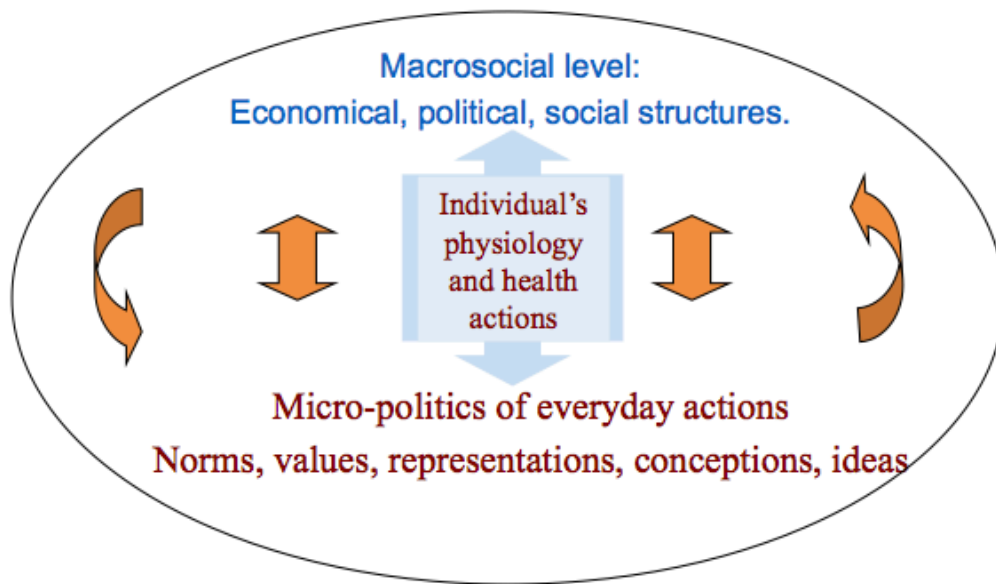 Macrosocial level:
Economical, political, social structures.
Individual's
physiology
and health
actions
Micro-politics of everyday actions
Norms, values, representations, conceptions, ideas